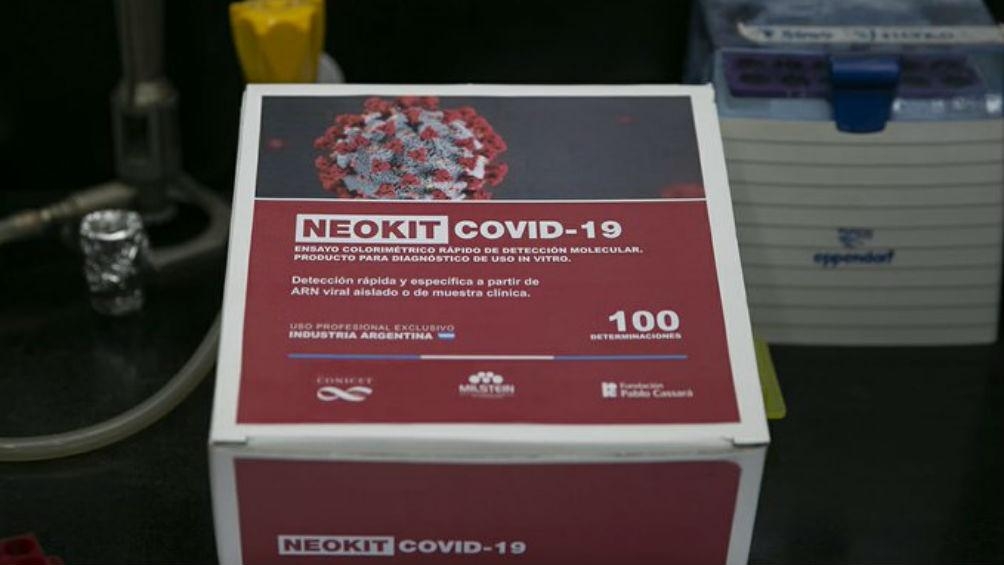 NEOKIT COVID-19
ENSAYO COLORIMÉTRICO RÁPIDO DE DETECCIÓN MOLECULAR.
PRODUCTO PARA DIAGNÓSTICO DE USO IN VITRO.
Detección rápida y específica a partir de
ARN viral aislado o de muestra clínica.
USO PROFESIONAL EXCLUSIVO
INDUSTRIA ARGENTINA
100
DETERMINACIONES
CONICET
MILSTEIN
Fundación
Pablo Cassará
eppendorf
NEOKIT COVID-19